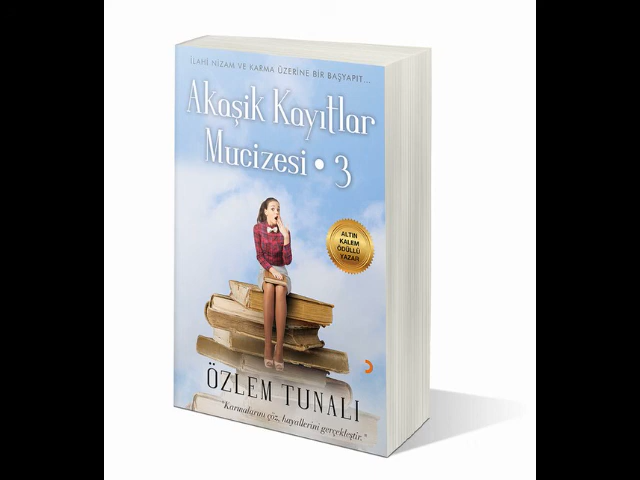 İLAHİ NİZAM VE KARMA ÜZERİNE BİR BAŞYAPIT...
Akaşik Kayıtlar
Mucizesi • 3
ALTIN
KALEM
ÖDÜLLÜ
YAZAR
ÖZLEM TUNALI
"Karmalarını çöz, hayallerini gerçekleştir."